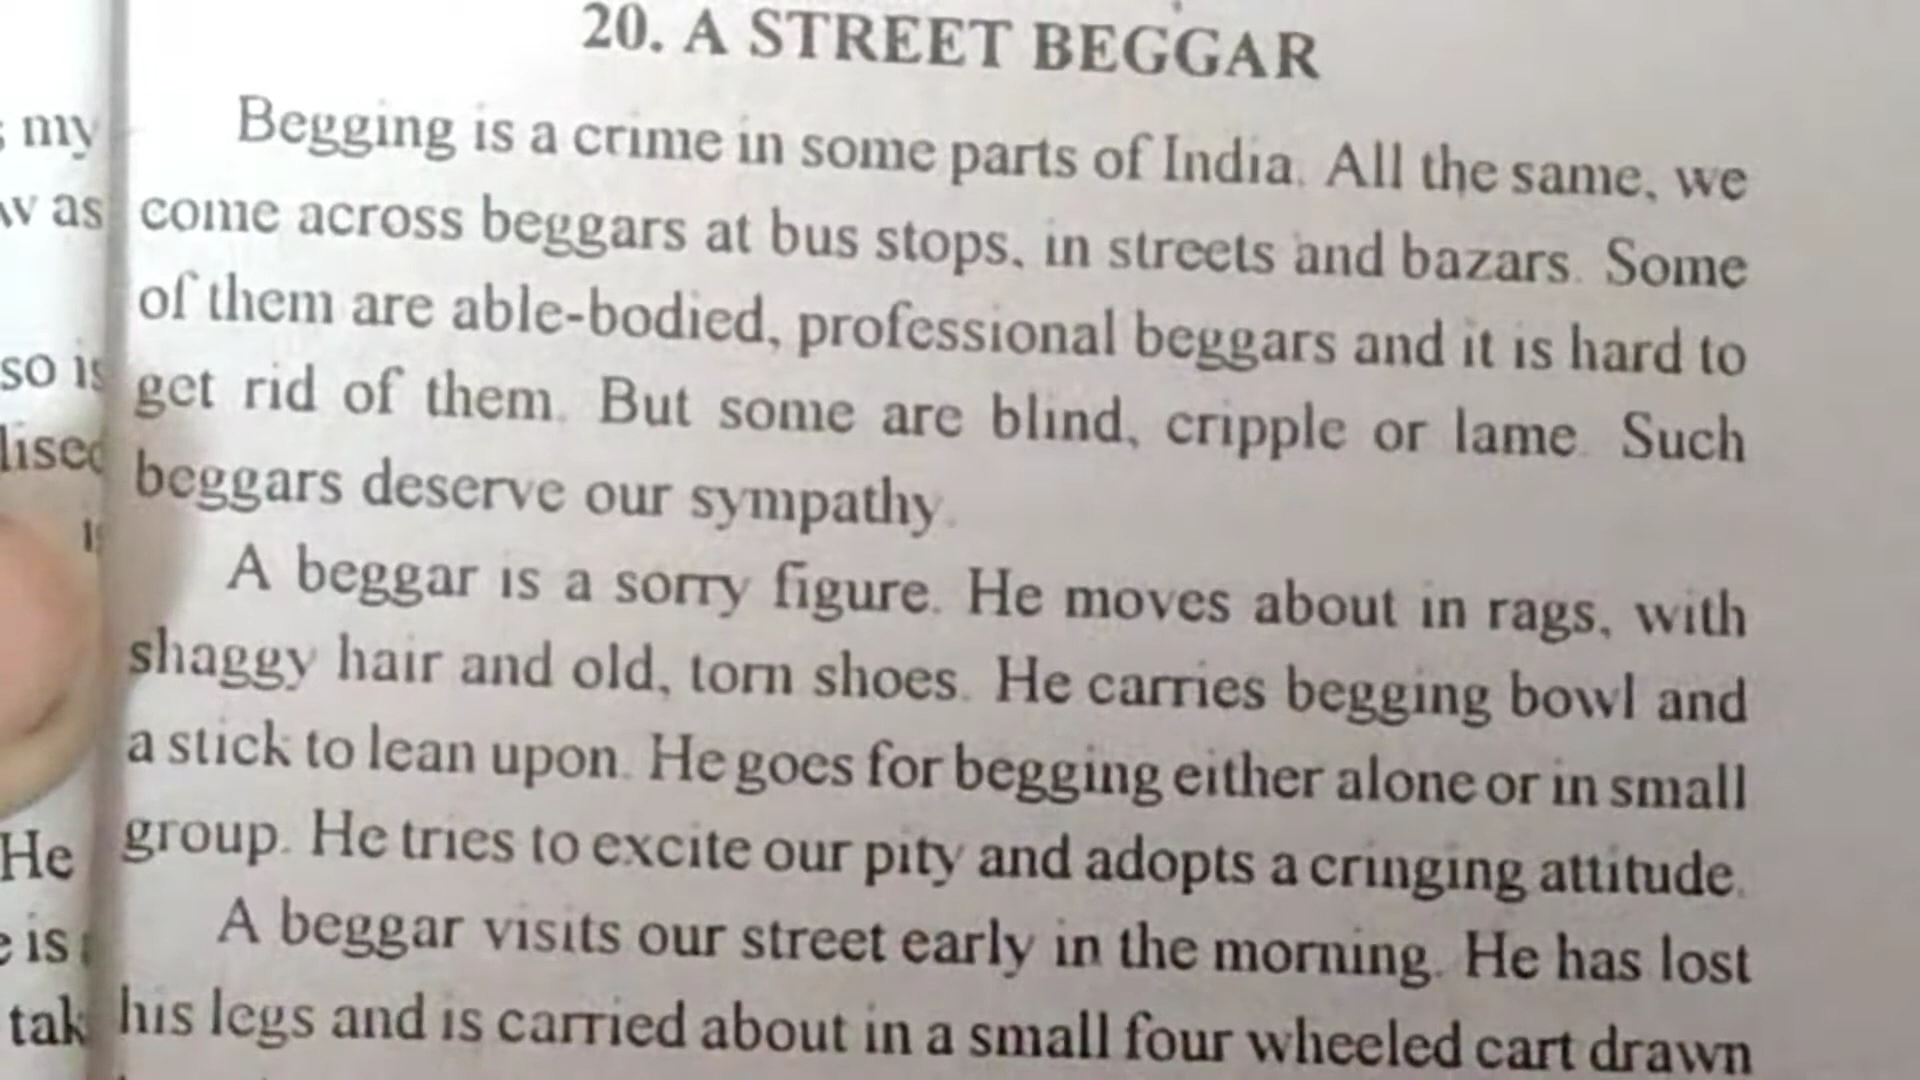 20. A STREET BEGGAR
Begging is a crime in some parts of India. All the same, we
come across beggars at bus stops, in streets and bazars. Some
of them are able-bodied, professional beggars and it is hard to
get rid of them. But some are blind, cripple or lame. Such
beggars deserve our sympathy.
A beggar is a sorry figure. He moves about in rags, with
shaggy hair and old, torn shoes. He carries begging bowl and
a stick to lean upon. He goes for begging either alone or in small
group. He tries to excite our pity and adopts a cringing attitude.
A beggar visits our street early in the morning. He has lost
his legs and is carried about in a small four wheeled cart drawn
my
as
so is
He
is